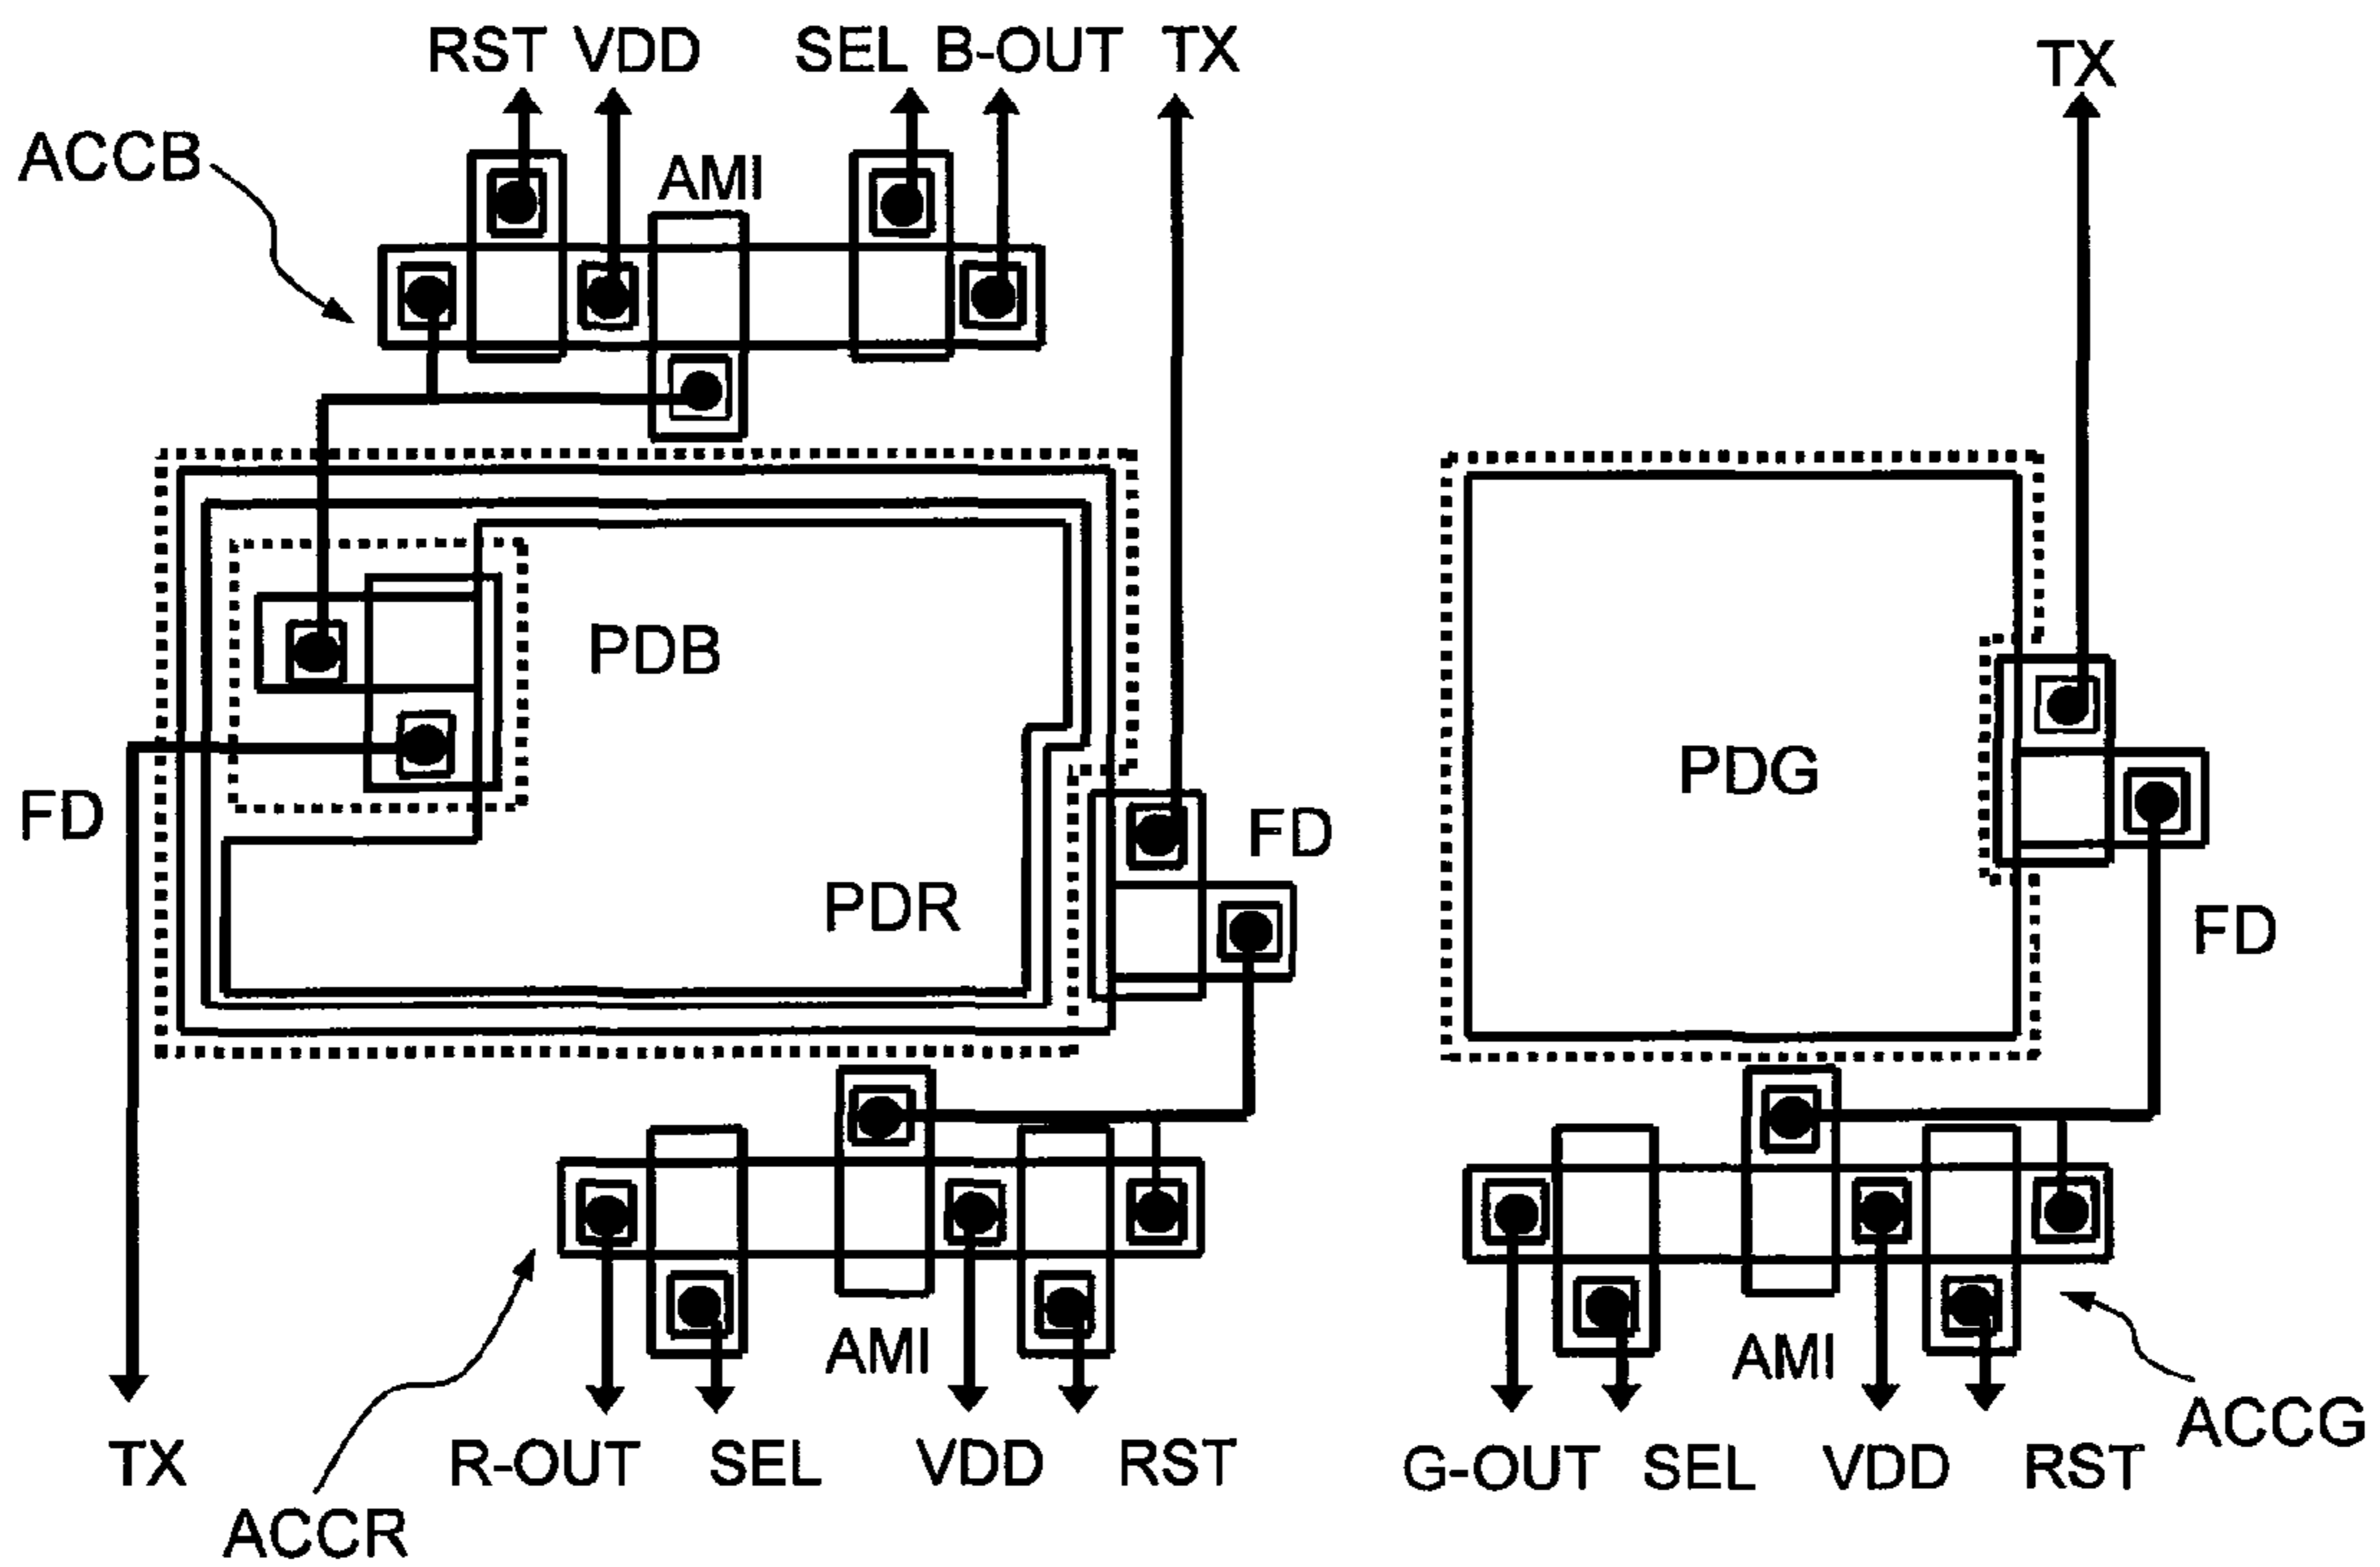 RST VDD SEL B-OUT TX TX
ACCB AMI
PDB
PDG
FD FD
PDR FD
AMI AMI
TX R-OUT SEL VDD RST G-OUT SEL VDD RST ACCG
ACCR